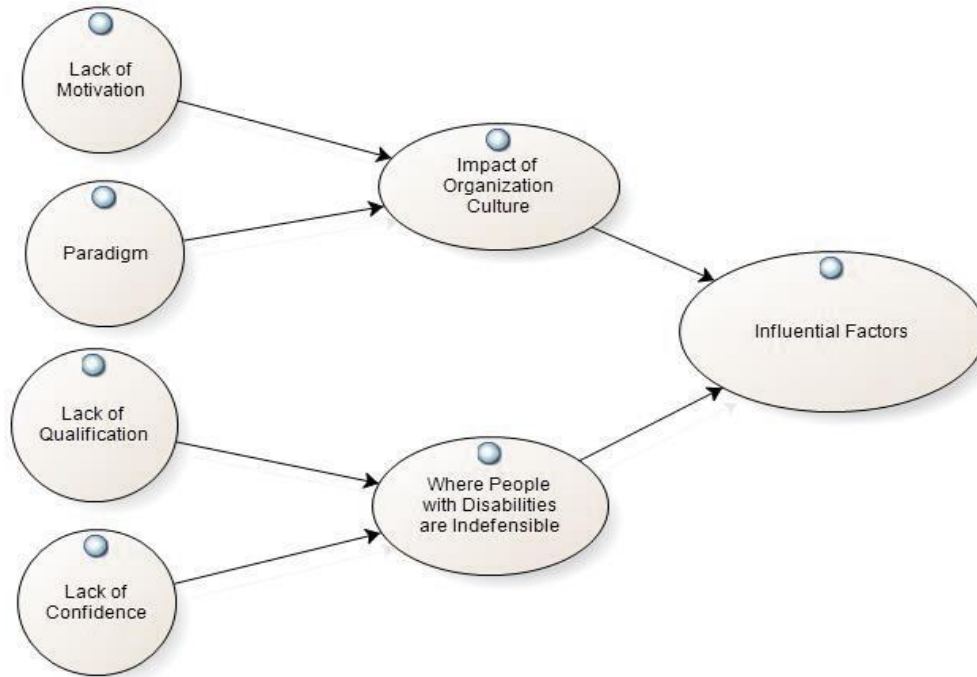 Lack of
Motivation
Paradigm
Impact of
Organization
Culture
Influential Factors
Lack of
Qualification
Lack of
Confidence
Where People
with Disabilities
are Indefensible